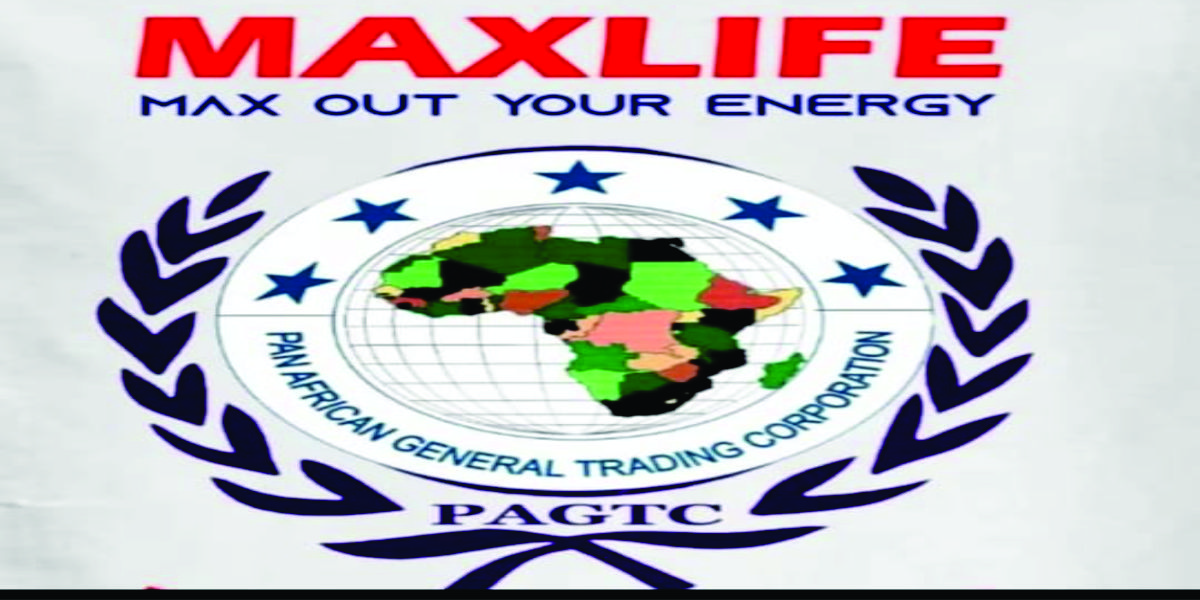 MAXLIFE
MAX OUT YOUR ENERGY
PAN AFRICAN GENERAL TRADING CORPORATION
PAGTC